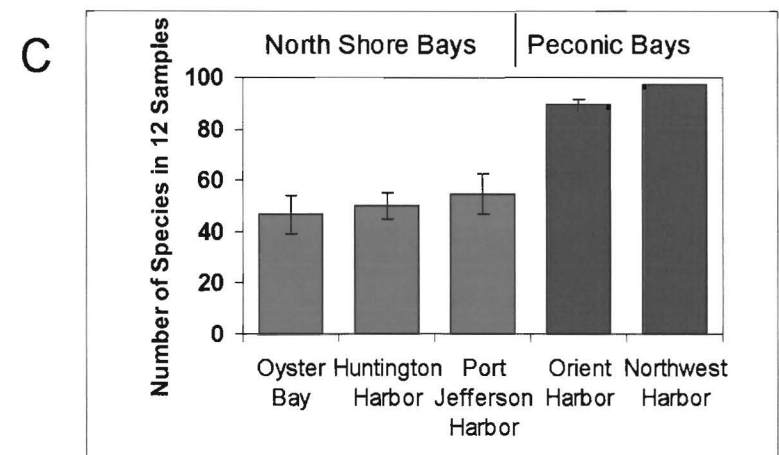 C
North Shore Bays | Peconic Bays
Number of Species in 12 Samples
100
80
60
40
20
0
Oyster Bay
Huntington Harbor
Port Jefferson Harbor
Orient Harbor
Northwest Harbor